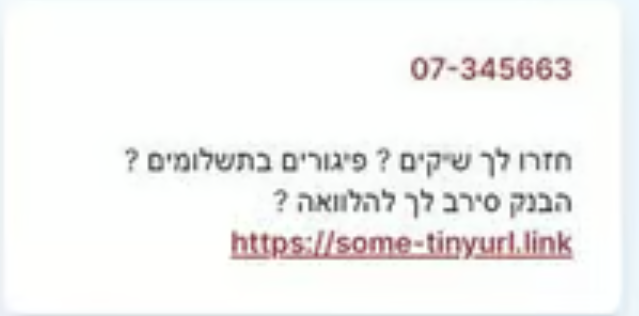 07-345663
חזרו לך שיקים ? פיגורים בתשלומים ?
הבנק סירב לך להלוואה ?
https://some-tinyurl.link